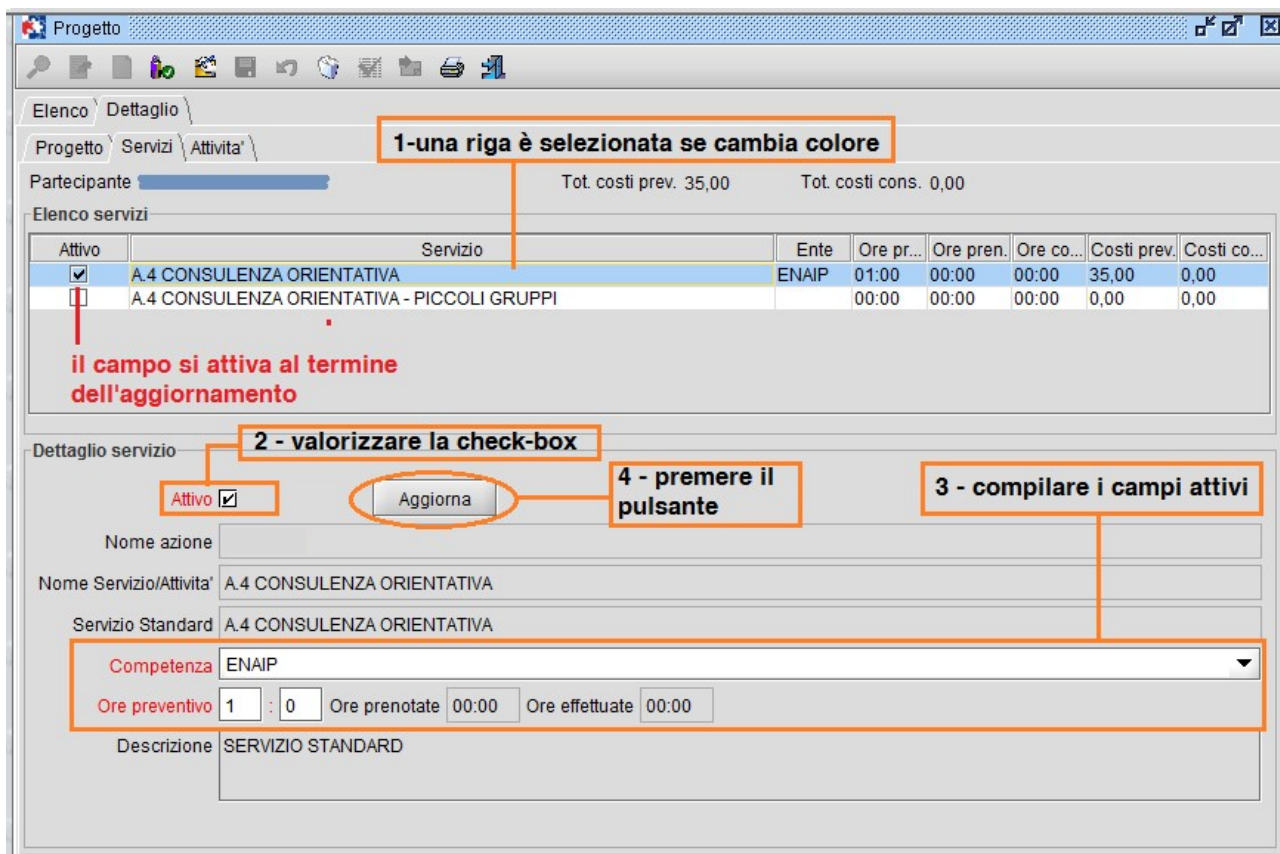 Progetto
Elenco Dettaglio
Progetto Servizi Attivita'
1-una riga è selezionata se cambia colore
Partecipante Tot. costi prev. 35,00 Tot. costi cons. 0,00
Elenco servizi
Attivo Servizio Ente Ore pr... Ore pren. Ore co... Costi prev. Costi co...
A.4 CONSULENZA ORIENTATIVA ENAIP 01:00 00:00 00:00 35,00 0,00
A.4 CONSULENZA ORIENTATIVA - PICCOLI GRUPPI 00:00 00:00 00:00 0,00 0,00
il campo si attiva al termine
dell'aggiornamento
Dettaglio servizio
2 - valorizzare la check-box
Attivo Aggiorna
4 - premere il
pulsante
3 - compilare i campi attivi
Nome azione
Nome Servizio/Attivita' A.4 CONSULENZA ORIENTATIVA
Servizio Standard A.4 CONSULENZA ORIENTATIVA
Competenza ENAIP
Ore preventivo 1 : 0 Ore prenotate 00:00 Ore effettuate 00:00
Descrizione SERVIZIO STANDARD